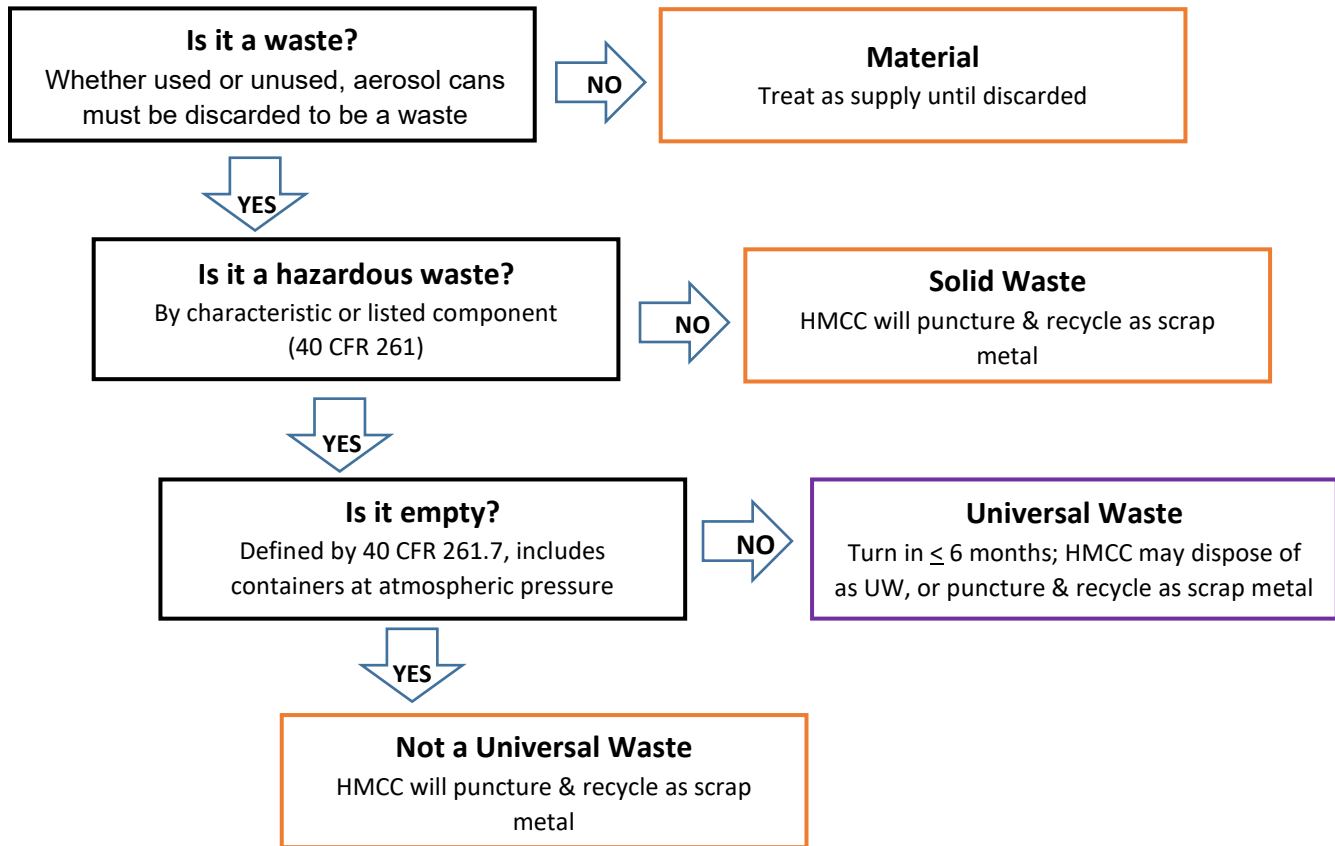 Is it a waste?
Whether used or unused, aerosol cans
must be discarded to be a waste
NO
Material
Treat as supply until discarded
YES
Is it a hazardous waste?
By characteristic or listed component
(40 CFR 261)
NO
Solid Waste
HMCC will puncture & recycle as scrap
metal
YES
Is it empty?
Defined by 40 CFR 261.7, includes
containers at atmospheric pressure
NO
Universal Waste
Turn in < 6 months; HMCC may dispose of
as UW, or puncture & recycle as scrap metal
YES
Not a Universal Waste
HMCC will puncture & recycle as scrap
metal